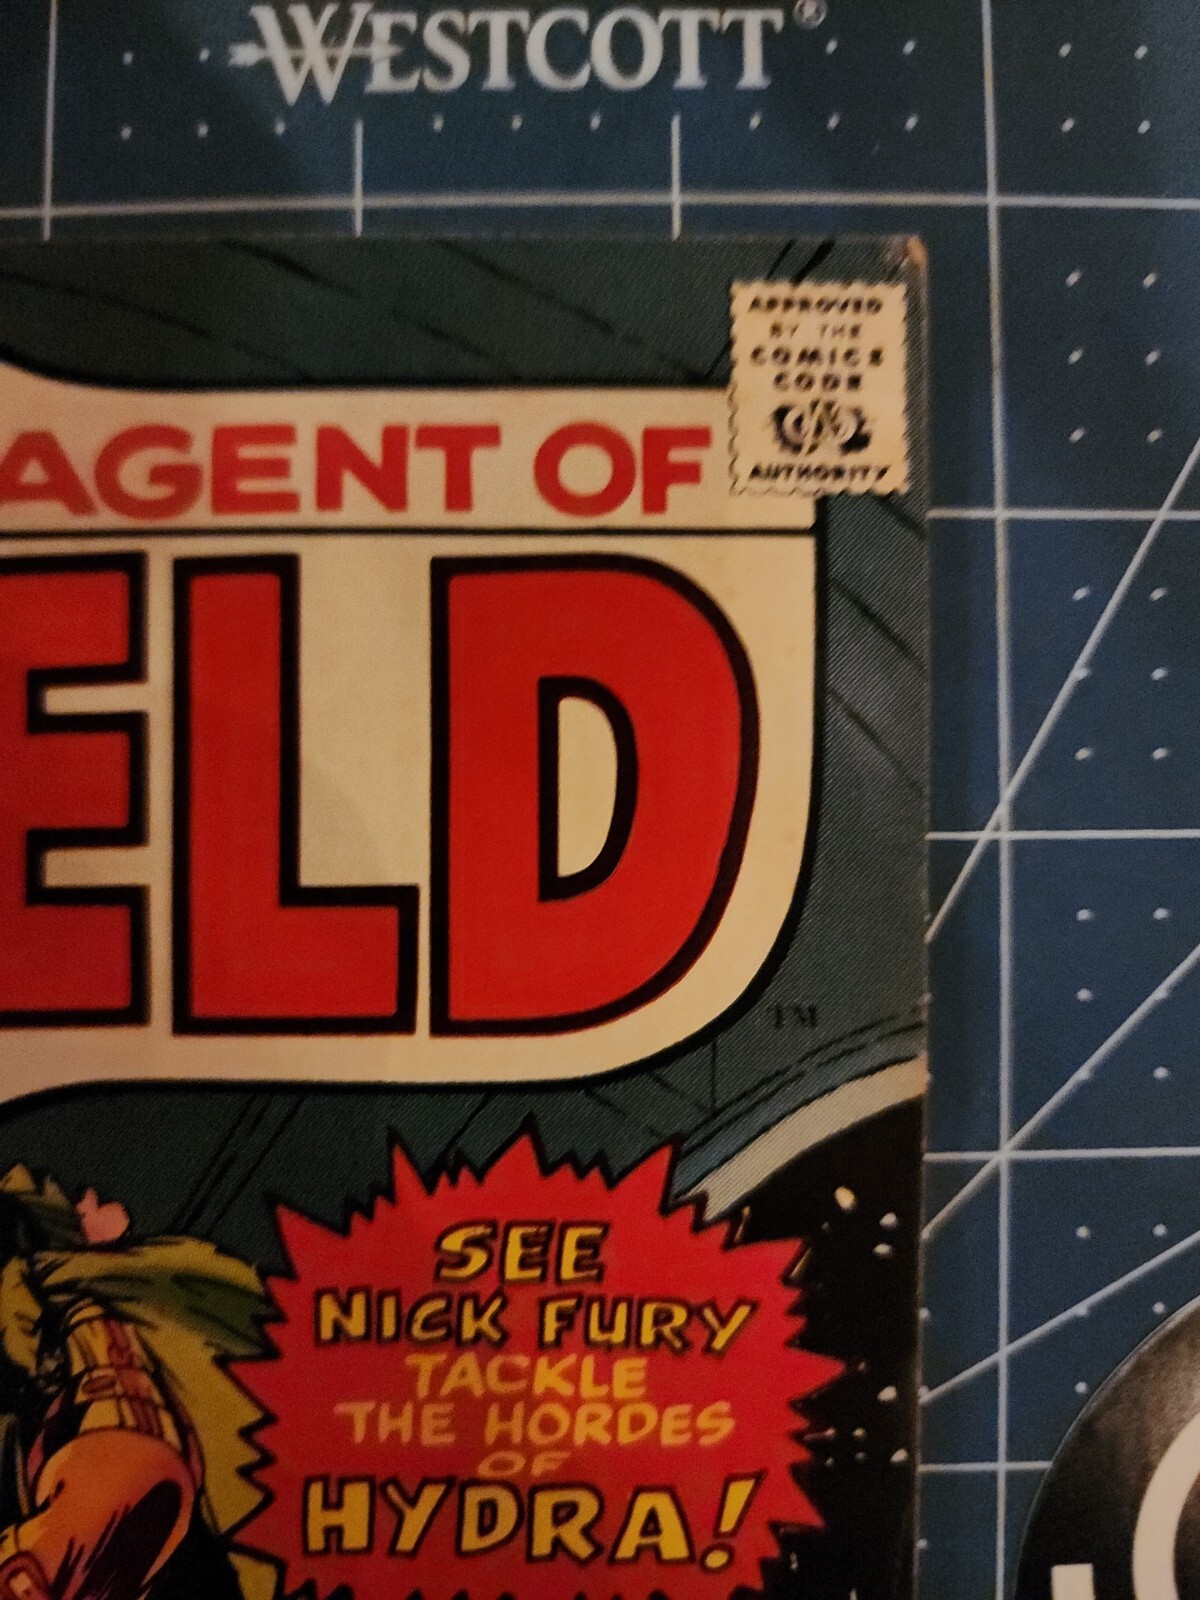 WESTCOTT®
APPROVED
BY THE
COMICS
CODE
AUTHORITY
AGENT OF
ELD
TM
SEE
NICK FURY
TACKLE
THE HORDES
OF
HYDRA!